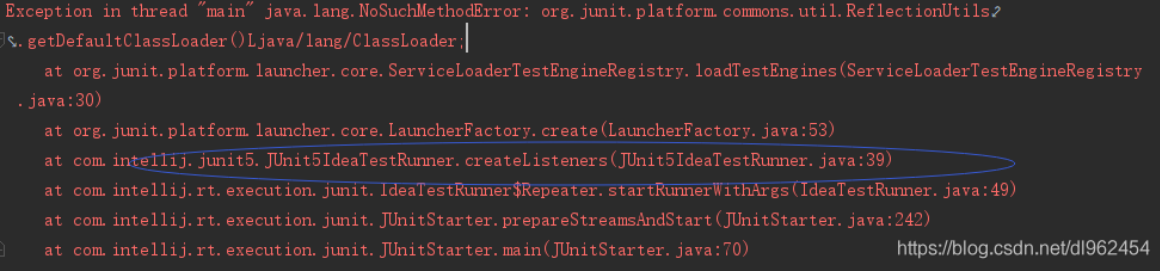 Exception in thread "main" java.lang.NoSuchMethodError: org.junit.platform.commons.util.ReflectionUtils
.getDefaultClassLoader()Ljava/lang/ClassLoader;
at org.junit.platform.launcher.core.ServiceLoaderTestEngineRegistry.loadTestEngines(ServiceLoaderTestEngineRegistry
.java:30)
at org.junit.platform.launcher.core.LauncherFactory.create(LauncherFactory.java:53)
at com.intellij.junit5.JUnit5IdeaTestRunner.createListeners(JUnit5IdeaTestRunner.java:39)
at com.intellij.rt.execution.junit.IdeaTestRunner$Repeater.startRunnerWithArgs(IdeaTestRunner.java:49)
at com.intellij.rt.execution.junit.JUnitStarter.prepareStreamsAndStart(JUnitStarter.java:242)
at com.intellij.rt.execution.junit.JUnitStarter.main(JUnitStarter.java:70)
https://blog.csdn.net/dl962454